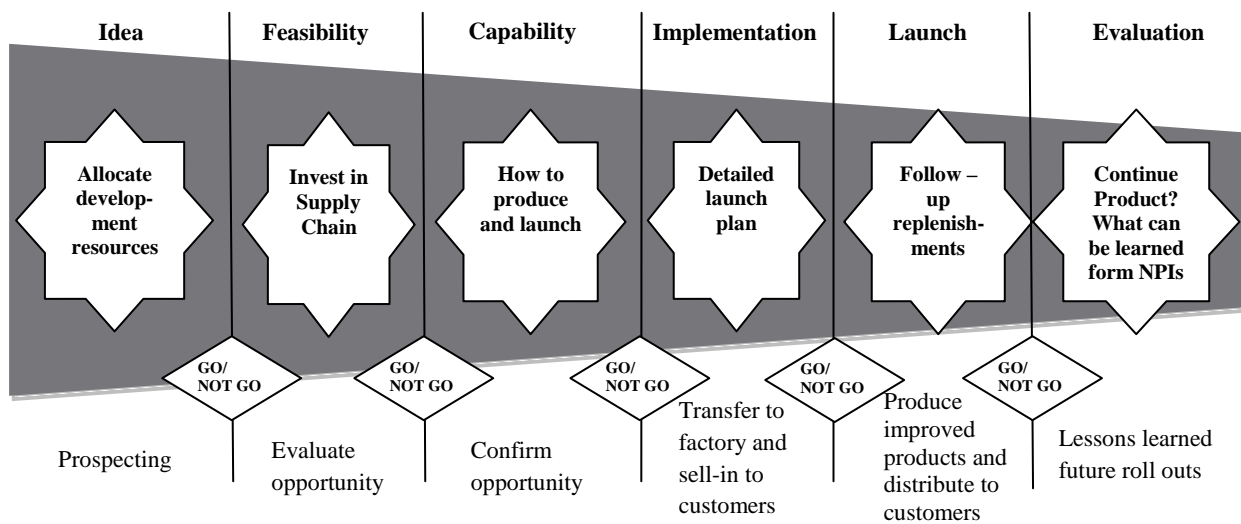 Idea
Feasibility
Capability
Implementation
Launch
Evaluation
Allocate
develop-
ment
resources
Invest in
Supply
Chain
How to
produce
and launch
Detailed
launch
plan
Follow –
up
replenish-
ments
Continue
Product?
What can
be learned
form NPIs
GO/
NOT GO
GO/
NOT GO
GO/
NOT GO
GO/
NOT GO
GO/
NOT GO
Prospecting
Evaluate
opportunity
Confirm
opportunity
Transfer to
factory and
sell-in to
customers
Produce
improved
products and
distribute to
customers
Lessons learned
future roll outs